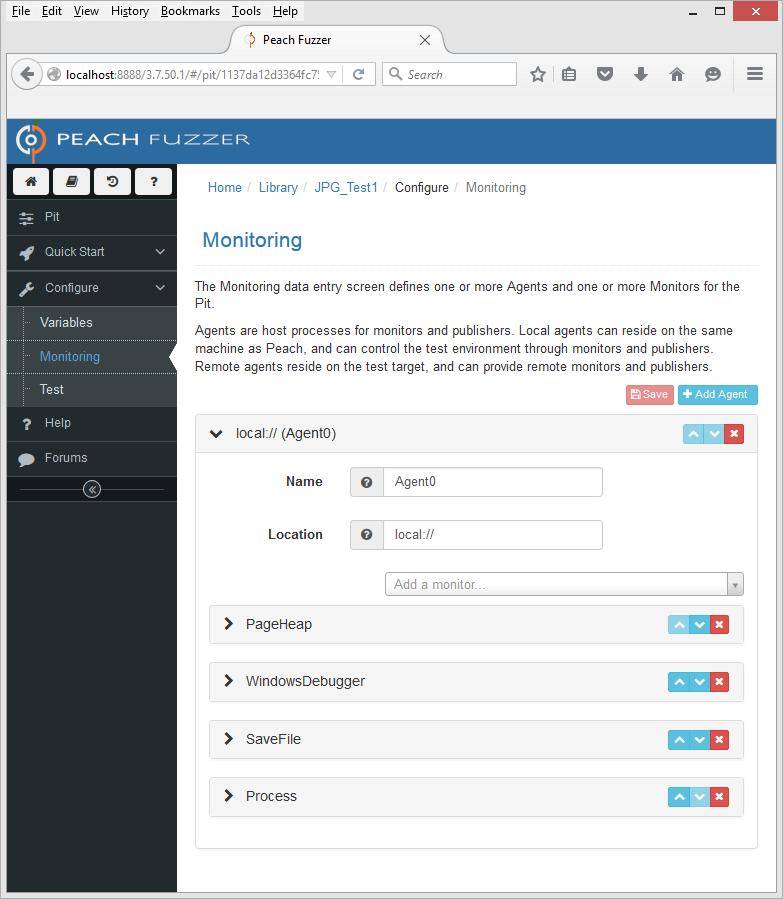 File Edit View History Bookmarks Tools Help
Peach Fuzzer
localhost:8888/3.7.50.1/#/pit/1137da12d3364fc75
Search
PEACH FUZZER
?
Home / Library / JPG_Test1 / Configure / Monitoring
Pit
Quick Start
Configure
Variables
Monitoring
Test
? Help
Forums
Monitoring
The Monitoring data entry screen defines one or more Agents and one or more Monitors for the
Pit.
Agents are host processes for monitors and publishers. Local agents can reside on the same
machine as Peach, and can control the test environment through monitors and publishers.
Remote agents reside on the test target, and can provide remote monitors and publishers.
Save + Add Agent
local:// (Agent0)
Name ? Agent0
Location ? local://
Add a monitor...
PageHeap
WindowsDebugger
SaveFile
Process